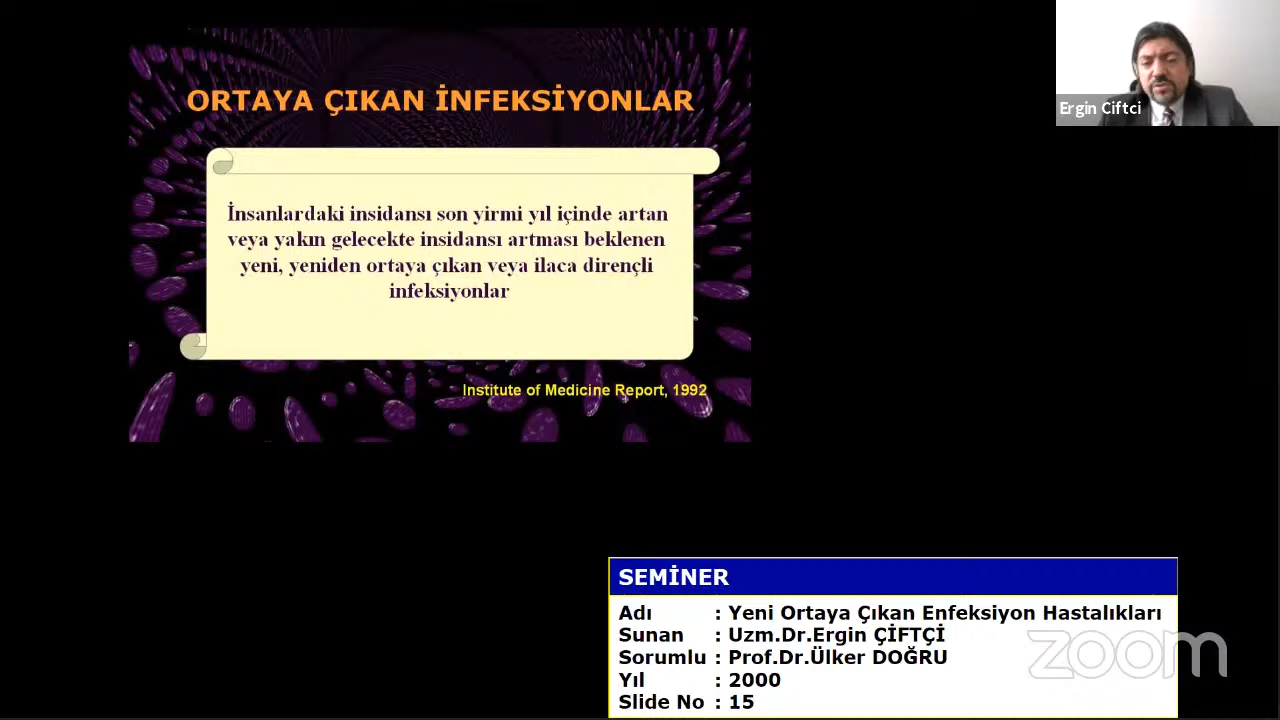 ORTAYA ÇIKAN İNFEKSİYONLAR
İnsanlardaki insidansı son yirmi yıl içinde artan
veya yakın gelecekte insidansı artması beklenen
yeni, yeniden ortaya çıkan veya ilaca dirençli
infeksiyonlar
Institute of Medicine Report, 1992
Ergin Ciftci
SEMİNER
Adı : Yeni Ortaya Çıkan Enfeksiyon Hastalıkları
Sunan : Uzm.Dr.Ergin ÇİFTÇİ
Sorumlu : Prof.Dr.Ülker DOĞRU
Yıl : 2000
Slide No : 15
zoom